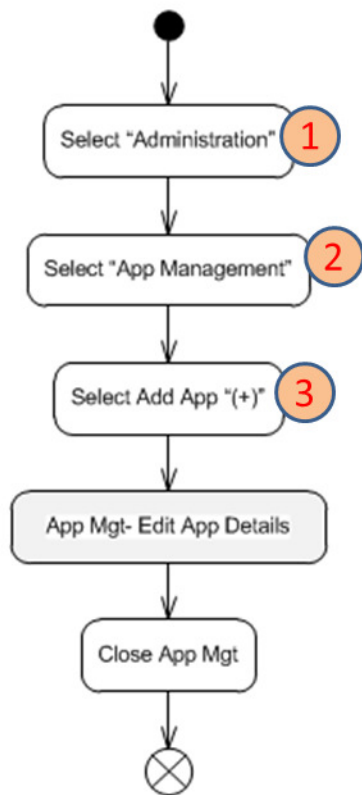 Select “Administration”
1
Select “App Management”
2
Select Add App “(+)”
3
App Mgt- Edit App Details
Close App Mgt